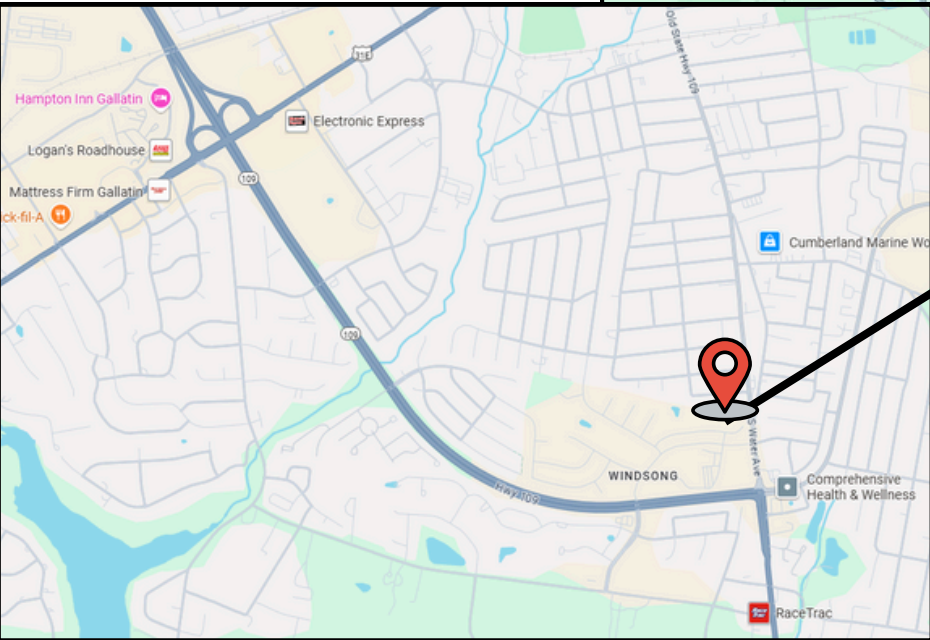 Old State Hwy 109
31E
Hampton Inn Gallatin
Electronic Express
Logan's Roadhouse
109
Mattress Firm Gallatin
ck-fil-A
Cumberland Marine Wo
109
S Water Ave
WINDSONG
Comprehensive
Health & Wellness
Hwy 109
RaceTrac